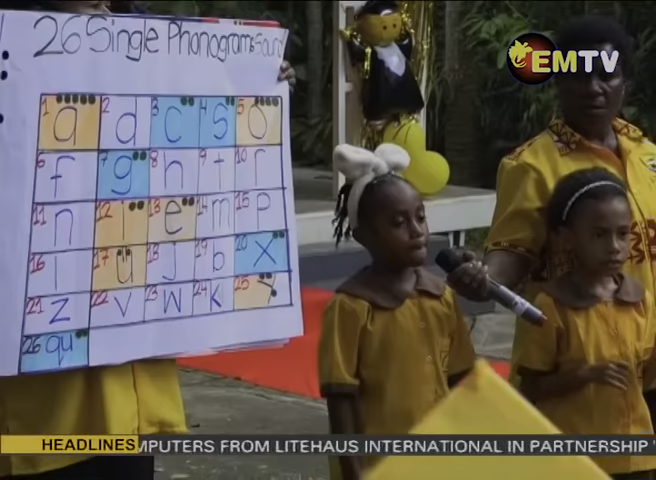 26 Single Phonograms Sound
EMTV
1 a 2 d 3 c 4 s 5 o
6 f 7 g 8 h 9 t 10 r
11 n 12 i 13 e 14 m 15 p
16 l 17 u 18 j 19 b 20 x
21 z 22 v 23 w 24 k 25 y
26 qu
HEADLINES MPUTERS FROM LITEHAUS INTERNATIONAL IN PARTNERSHIP